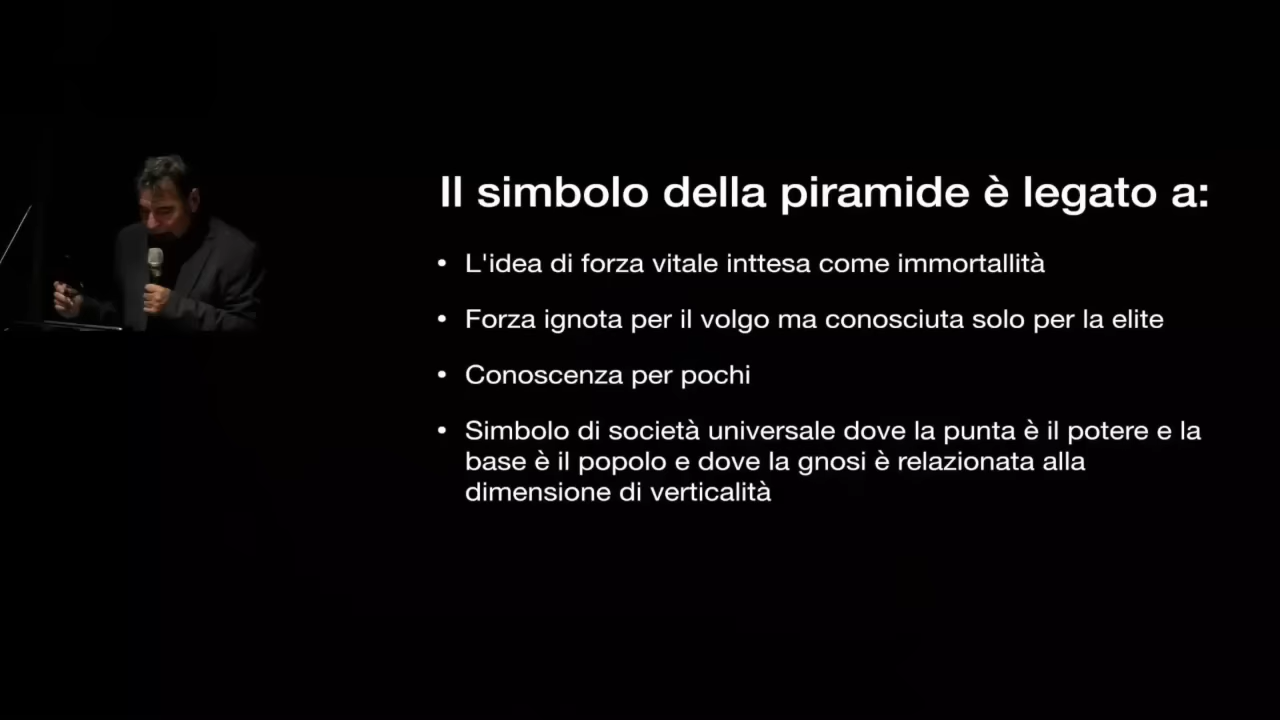 Il simbolo della piramide è legato a:
• L'idea di forza vitale inttesa come immortallità
• Forza ignota per il volgo ma conosciuta solo per la elite
• Conoscenza per pochi
• Simbolo di società universale dove la punta è il potere e la
base è il popolo e dove la gnosi è relazionata alla
dimensione di verticalità